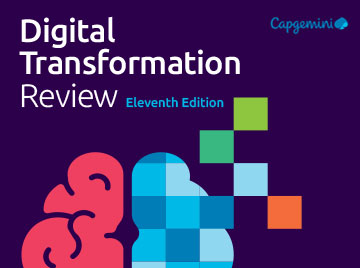 Capgemini
Digital
Transformation
Review Eleventh Edition